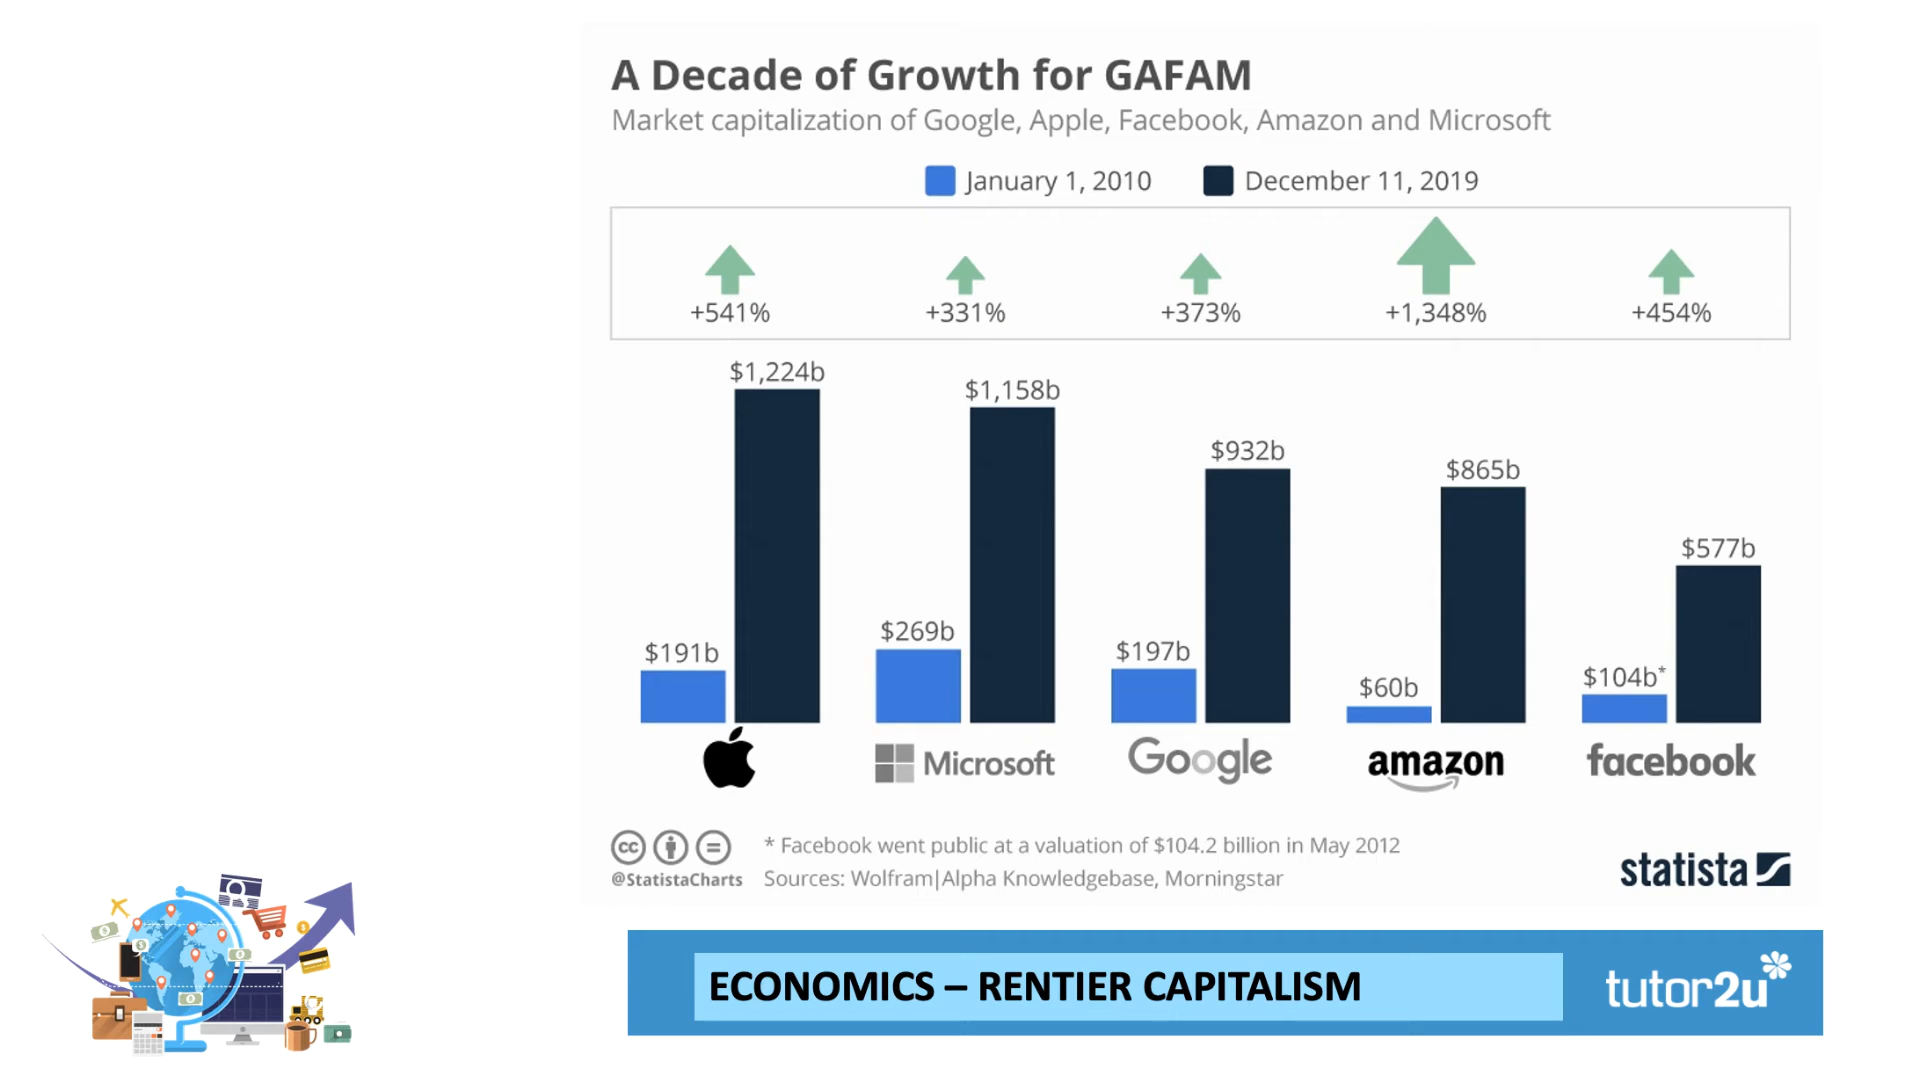 A Decade of Growth for GAFAM
Market capitalization of Google, Apple, Facebook, Amazon and Microsoft
January 1, 2010 December 11, 2019
+541% +331% +373% +1,348% +454%
$1,224b
$1,158b
$932b
$865b
$577b
$269b
$191b
$197b
$104b*
$60b
Microsoft Google amazon facebook
* Facebook went public at a valuation of $104.2 billion in May 2012
@StatistaCharts Sources: Wolfram|Alpha Knowledgebase, Morningstar
cc
statista
ECONOMICS – RENTIER CAPITALISM
tutor2u